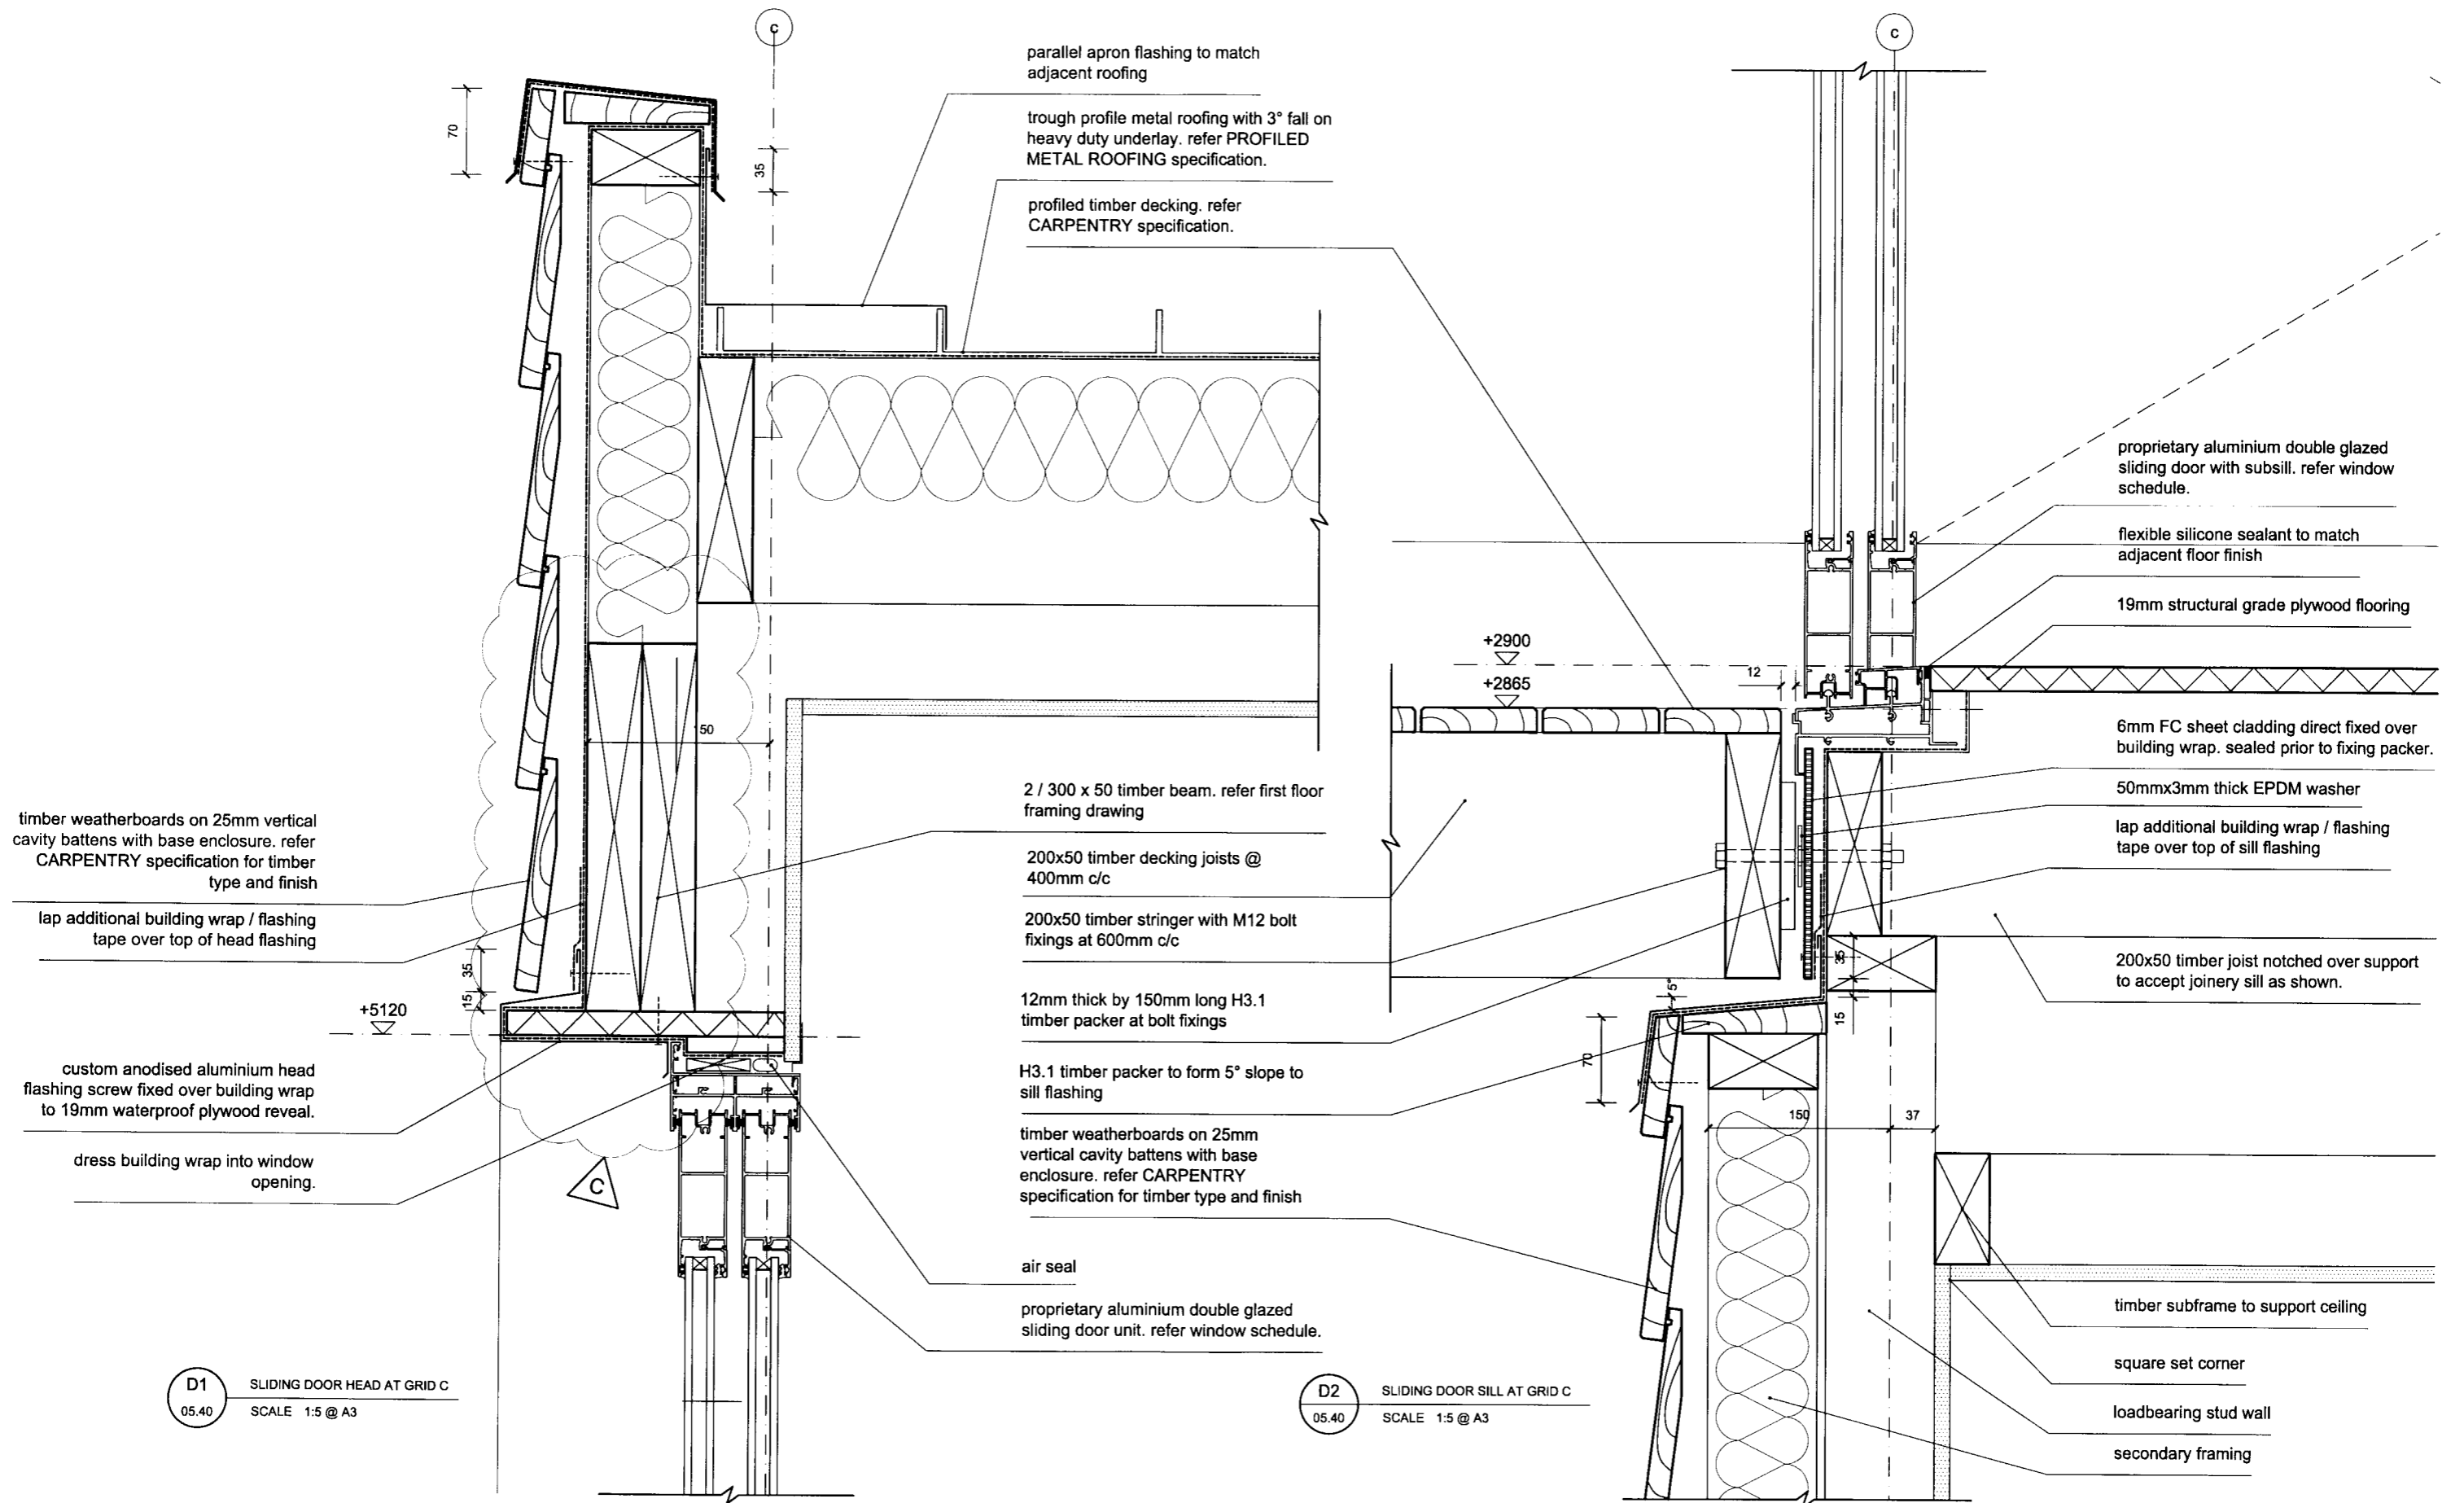 C
C
parallel apron flashing to match
adjacent roofing
trough profile metal roofing with 3° fall on
heavy duty underlay. refer PROFILED
METAL ROOFING specification.
profiled timber decking. refer
CARPENTRY specification.
70
35
proprietary aluminium double glazed
sliding door with subsill. refer window
schedule.
flexible silicone sealant to match
adjacent floor finish
19mm structural grade plywood flooring
+2900
+2865
12
6mm FC sheet cladding direct fixed over
building wrap. sealed prior to fixing packer.
50mmx3mm thick EPDM washer
lap additional building wrap / flashing
tape over top of sill flashing
200x50 timber joist notched over support
to accept joinery sill as shown.
50
2 / 300 x 50 timber beam. refer first floor
framing drawing
200x50 timber decking joists @
400mm c/c
200x50 timber stringer with M12 bolt
fixings at 600mm c/c
12mm thick by 150mm long H3.1
timber packer at bolt fixings
H3.1 timber packer to form 5° slope to
sill flashing
timber weatherboards on 25mm
vertical cavity battens with base
enclosure. refer CARPENTRY
specification for timber type and finish
air seal
proprietary aluminium double glazed
sliding door unit. refer window schedule.
timber weatherboards on 25mm vertical
cavity battens with base enclosure. refer
CARPENTRY specification for timber
type and finish
lap additional building wrap / flashing
tape over top of head flashing
35
15
+5120
custom anodised aluminium head
flashing screw fixed over building wrap
to 19mm waterproof plywood reveal.
dress building wrap into window
opening.
C
35
5°
15
70
150
37
timber subframe to support ceiling
square set corner
loadbearing stud wall
secondary framing
D1
05.40
SLIDING DOOR HEAD AT GRID C
SCALE 1:5 @ A3
D2
05.40
SLIDING DOOR SILL AT GRID C
SCALE 1:5 @ A3